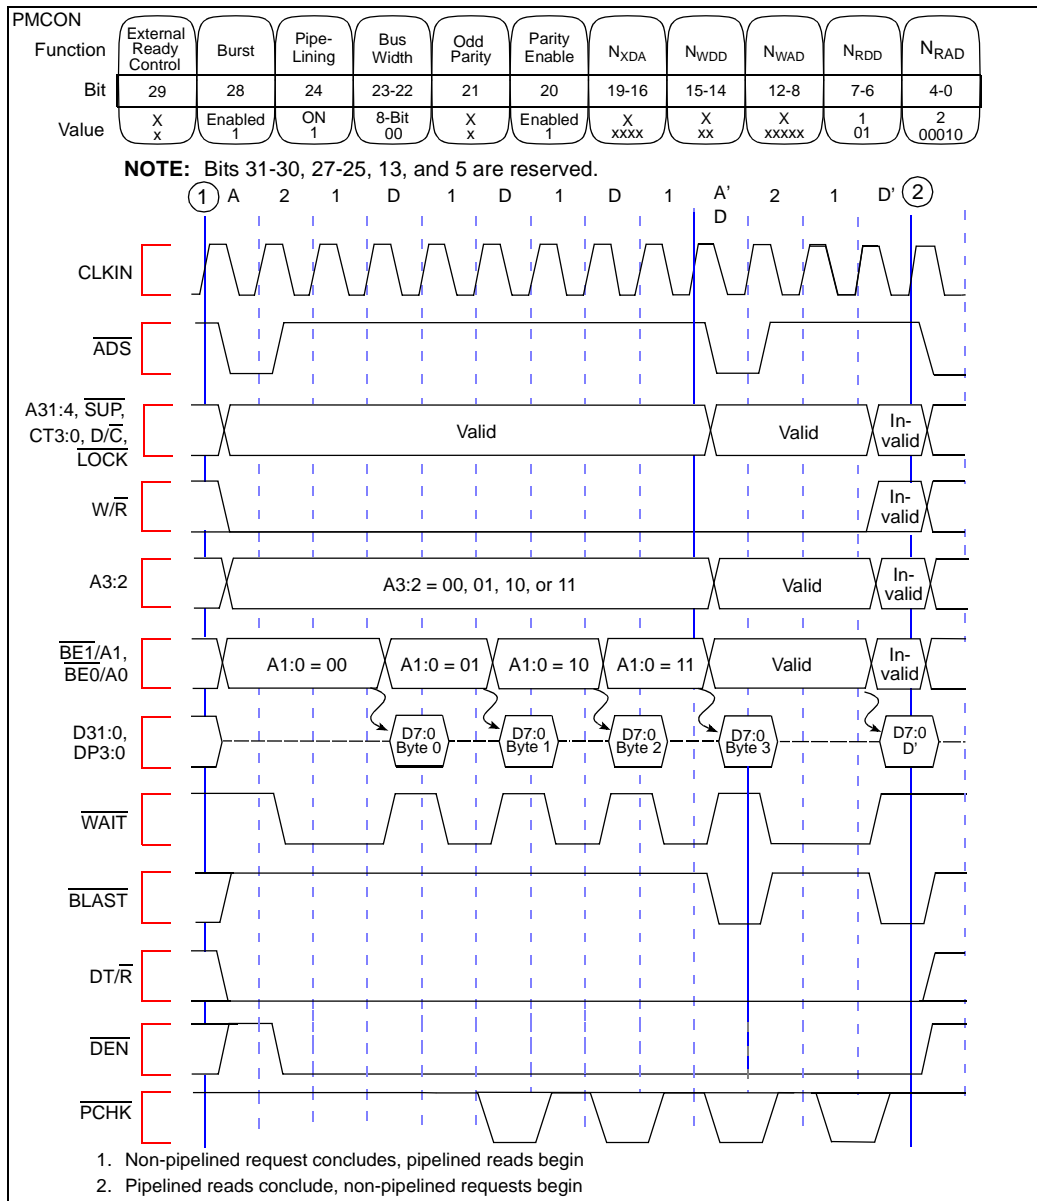 PMCON
Function External Ready Control Burst Pipe-Lining Bus Width Odd Parity Parity Enable NXDA NWDD NWAD NRDD NRAD
Bit 29 28 24 23-22 21 20 19-16 15-14 12-8 7-6 4-0
Value X x Enabled 1 ON 1 8-Bit 00 X x Enabled 1 X xxxx X xx X xxxxx 1 01 2 00010
NOTE: Bits 31-30, 27-25, 13, and 5 are reserved.
1 A 2 1 D 1 D 1 D 1 A' 2 1 D' 2
D
CLKIN
ADS
A31:4, SUP,
CT3:0, D/C,
LOCK
Valid Valid In-valid
W/R In-valid
A3:2 A3:2 = 00, 01, 10, or 11 Valid In-valid
BE1/A1,
BE0/A0
A1:0 = 00 A1:0 = 01 A1:0 = 10 A1:0 = 11 Valid In-valid
D31:0,
DP3:0
D7:0 Byte 0 D7:0 Byte 1 D7:0 Byte 2 D7:0 Byte 3 D7:0 D'
WAIT
BLAST
DT/R
DEN
PCHK
1. Non-pipelined request concludes, pipelined reads begin
2. Pipelined reads conclude, non-pipelined requests begin